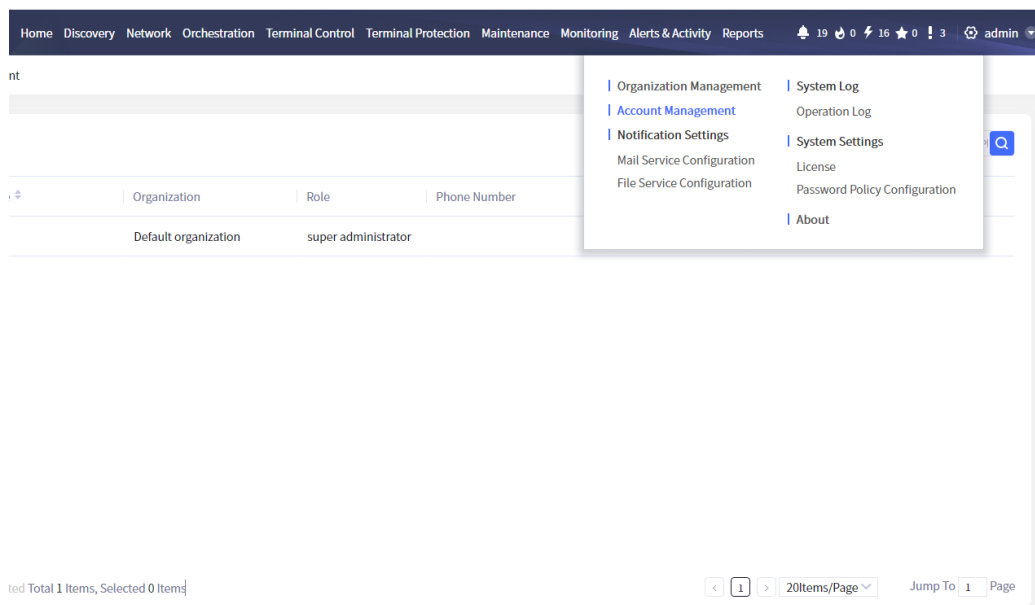 Home Discovery Network Orchestration Terminal Control Terminal Protection Maintenance Monitoring Alerts & Activity Reports 19 0 16 0 3 admin
nt
Organization Management
Account Management
Notification Settings
Mail Service Configuration
File Service Configuration
System Log
Operation Log
System Settings
License
Password Policy Configuration
About
Organization Role Phone Number
Default organization super administrator
ted Total 1 Items, Selected 0 Items
1 20Items/Page Jump To 1 Page